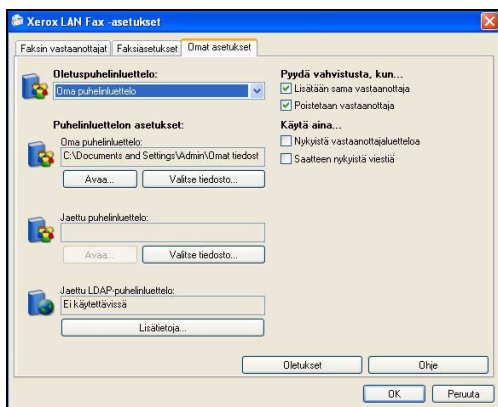 Xerox LAN Fax -asetukset
Faksin vastaanottajat
Faksiasetukset
Omat asetukset
Oletuspuhelinluettelo:
Oma puhelinluettelo
Puhelinluettelon asetukset:
Oma puhelinluettelo:
C:\Documents and Settings\Admin\Omat tiedost
Avaa...
Valitse tiedosto...
Jaettu puhelinluettelo:
Avaa...
Valitse tiedosto...
Jaettu LDAP-puhelinluettelo:
Ei käytettävissä
Lisätietoja...
Pyydä vahvistusta, kun...
Lisätään sama vastaanottaja
Poistetaan vastaanottaja
Käytä aina...
Nykyistä vastaanottajaluetteloa
Saatteen nykyistä viestiä
Oletukset
Ohje
OK
Peruuta